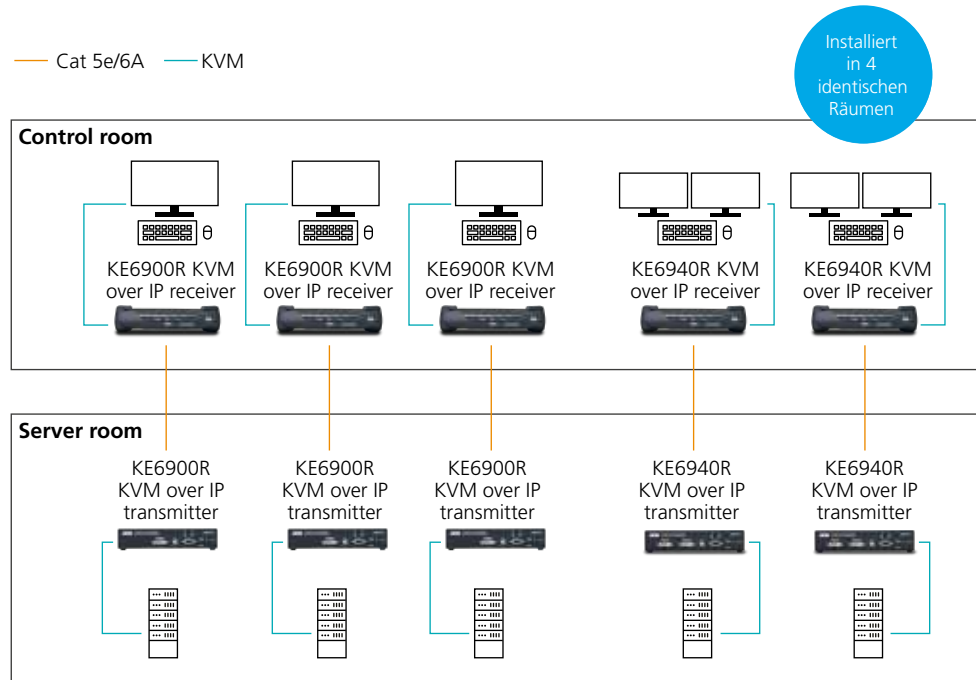 Cat 5e/6A
KVM
Installiert
in 4
identischen
Räumen
Control room
KE6900R KVM
over IP receiver
KE6900R KVM
over IP receiver
KE6900R KVM
over IP receiver
KE6940R KVM
over IP receiver
KE6940R KVM
over IP receiver
Server room
KE6900R
KVM over IP
transmitter
KE6900R
KVM over IP
transmitter
KE6900R
KVM over IP
transmitter
KE6940R
KVM over IP
transmitter
KE6940R
KVM over IP
transmitter